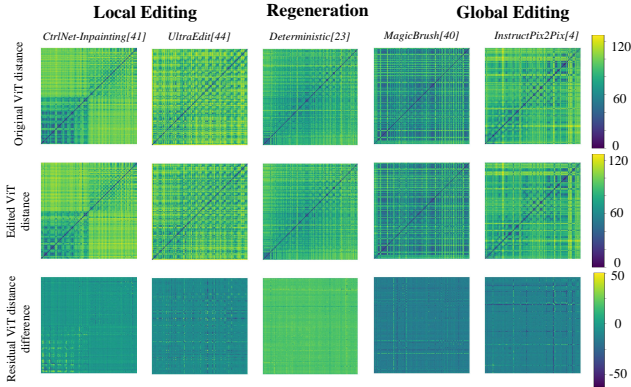 Local Editing Regeneration Global Editing
CtrlNet-Inpainting[41] UltraEdit[44] Deterministic[23] MagicBrush[40] InstructPix2Pix[4]
Original ViT
distance
120
60
0
Edited ViT
distance
120
60
0
Residual ViT distance
difference
50
0
-50